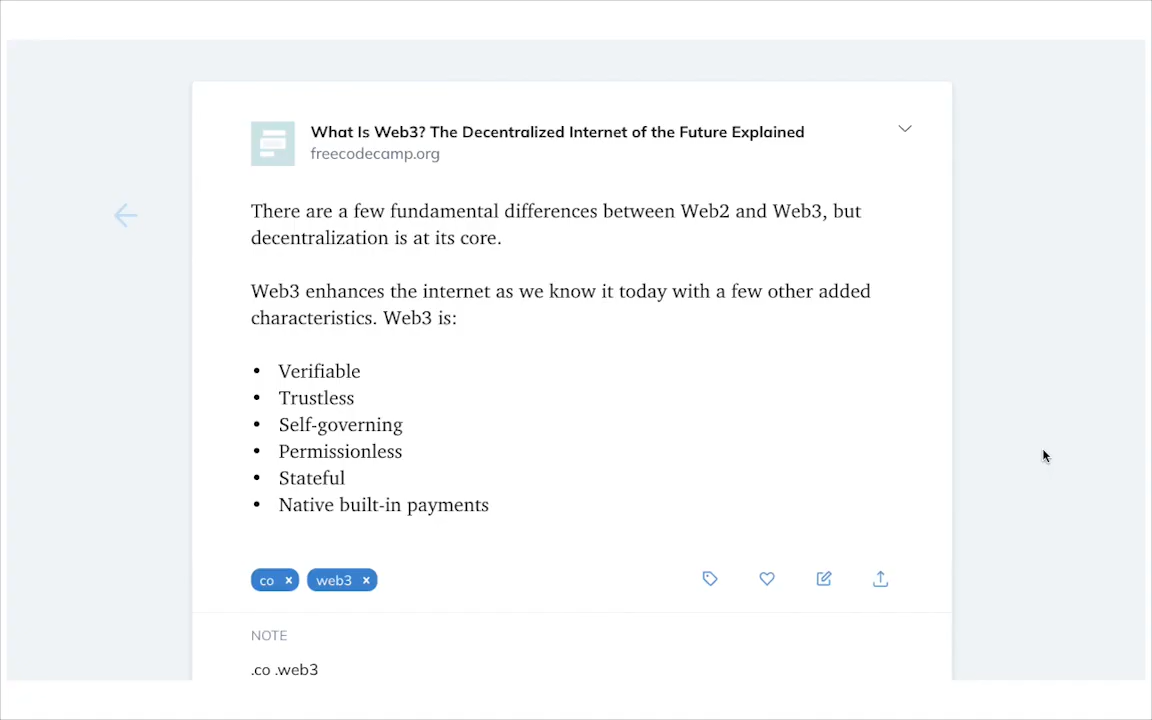 What Is Web3? The Decentralized Internet of the Future Explained
freecodecamp.org
There are a few fundamental differences between Web2 and Web3, but
decentralization is at its core.
Web3 enhances the internet as we know it today with a few other added
characteristics. Web3 is:
• Verifiable
• Trustless
• Self-governing
• Permissionless
• Stateful
• Native built-in payments
co × web3 ×
NOTE
.co .web3